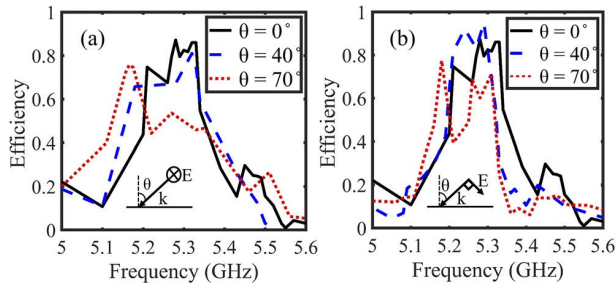 (a)
θ = 0°
θ = 40°
θ = 70°
Efficiency
1
0.8
0.6
0.4
0.2
0
5
5.1
5.2
5.3
5.4
5.5
5.6
Frequency (GHz)
θ
k
E
(b)
θ = 0°
θ = 40°
θ = 70°
Efficiency
1
0.8
0.6
0.4
0.2
0
5
5.1
5.2
5.3
5.4
5.5
5.6
Frequency (GHz)
θ
k
E